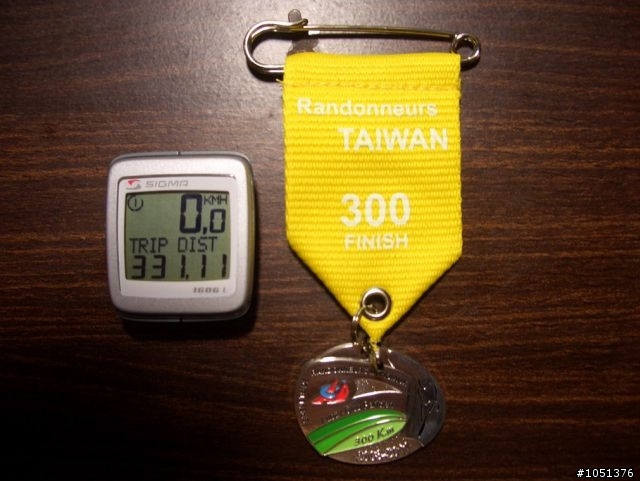 SIGMA
0,0 KMH
TRIP DIST
331,11
1606 L
Randonneurs
TAIWAN
300
FINISH
300 Km
#1051376